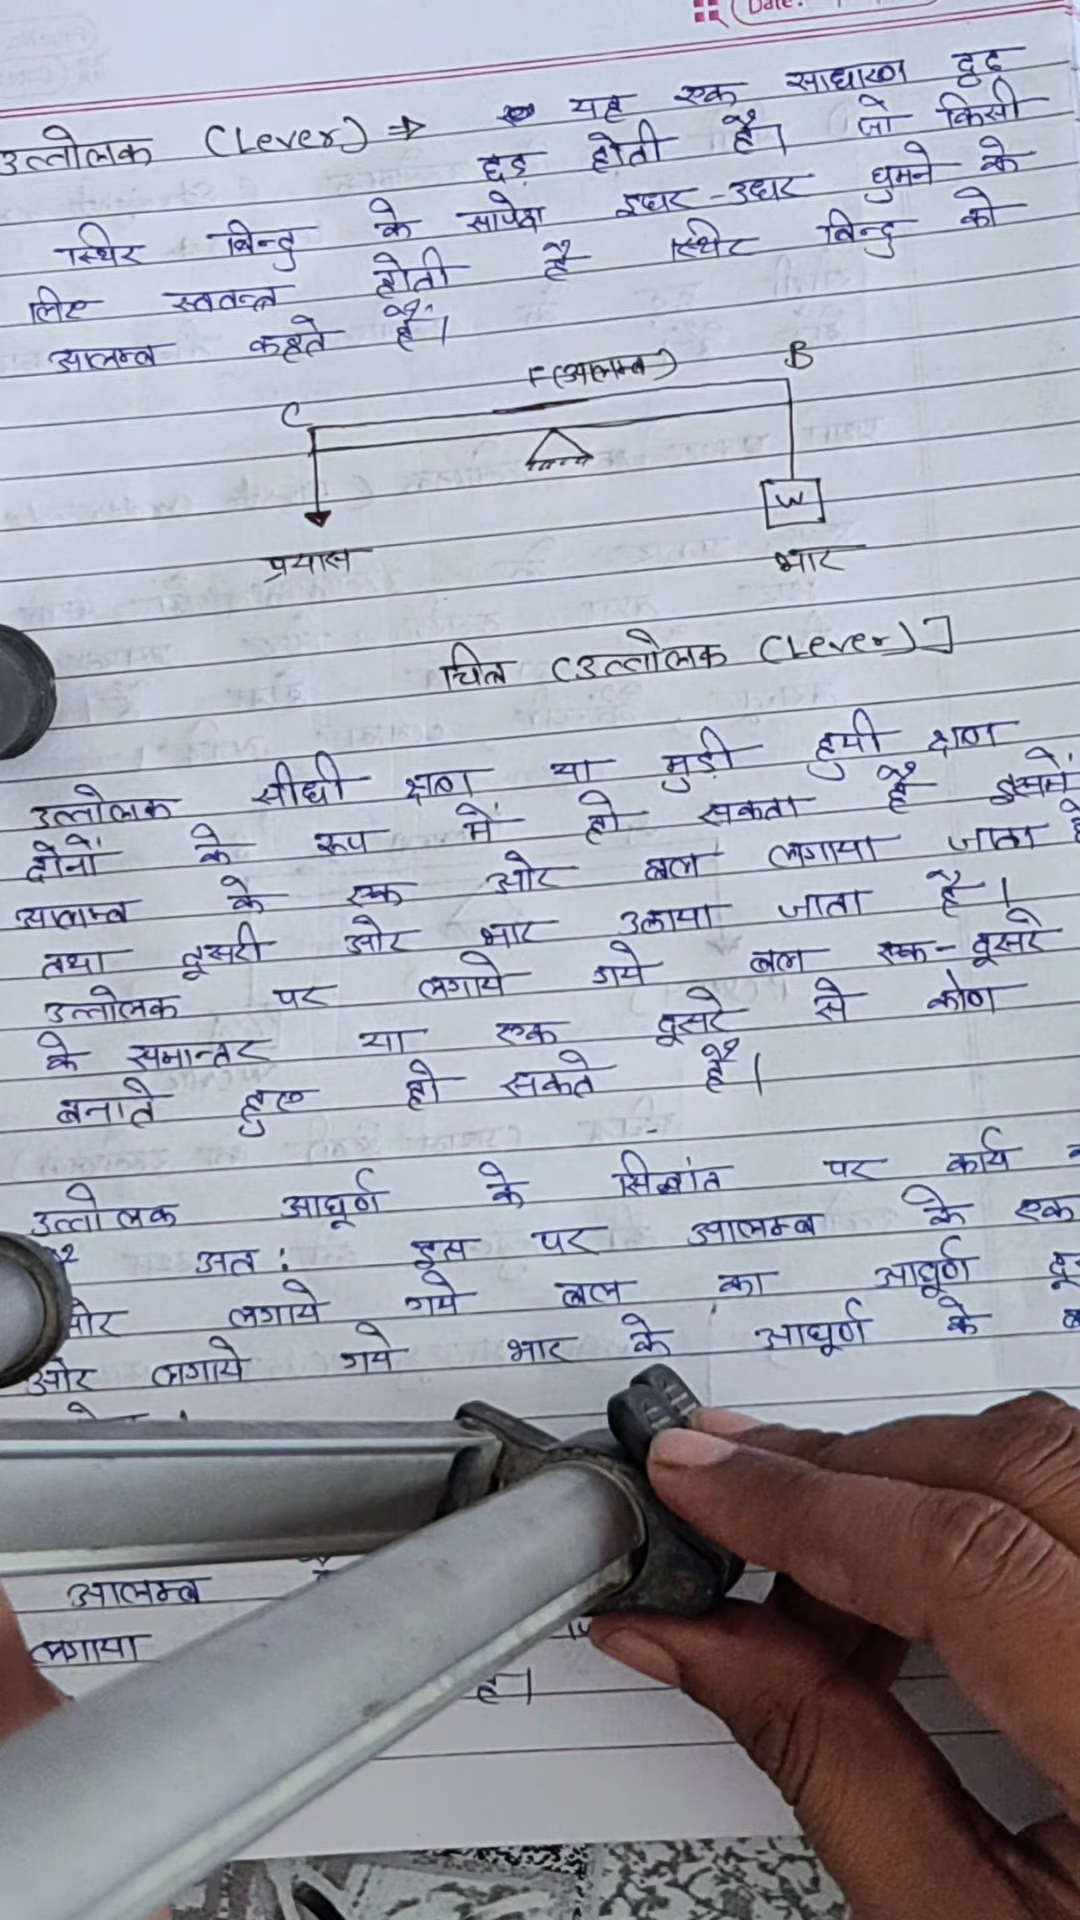 Date:
उत्तोलक (Lever) ⇒ यह एक साधारण दृढ़
छड़ होती है। जो किसी
स्थिर बिन्दु के सापेक्ष इधर-उधर घुमने के
लिए स्वतन्त्र होती है स्थिर बिन्दु को
आलम्ब कहते हैं।
F(आलम्ब) B
C
W
प्रयास भार
चित्र (उत्तोलक (Lever)]
उत्तोलक सीधी या मुड़ी हुयी
दोनों के रूप में हो सकता है इसमें
आलम्ब के एक ओर बल लगाया जाता
तथा दूसरी ओर भार उठाया जाता है।
उत्तोलक पर लगाये गये बल एक-दूसरे
के समान्तर या एक दूसरे से कोण
बनाते हुए हो सकते हैं।
उत्तोलक आघूर्ण के सिद्धांत पर कार्य
अत: इस पर आलम्ब के एक
लगाये गये बल का आघूर्ण
ओर लगाये गये भार के आघूर्ण के
आलम्ब
लगाया
है।